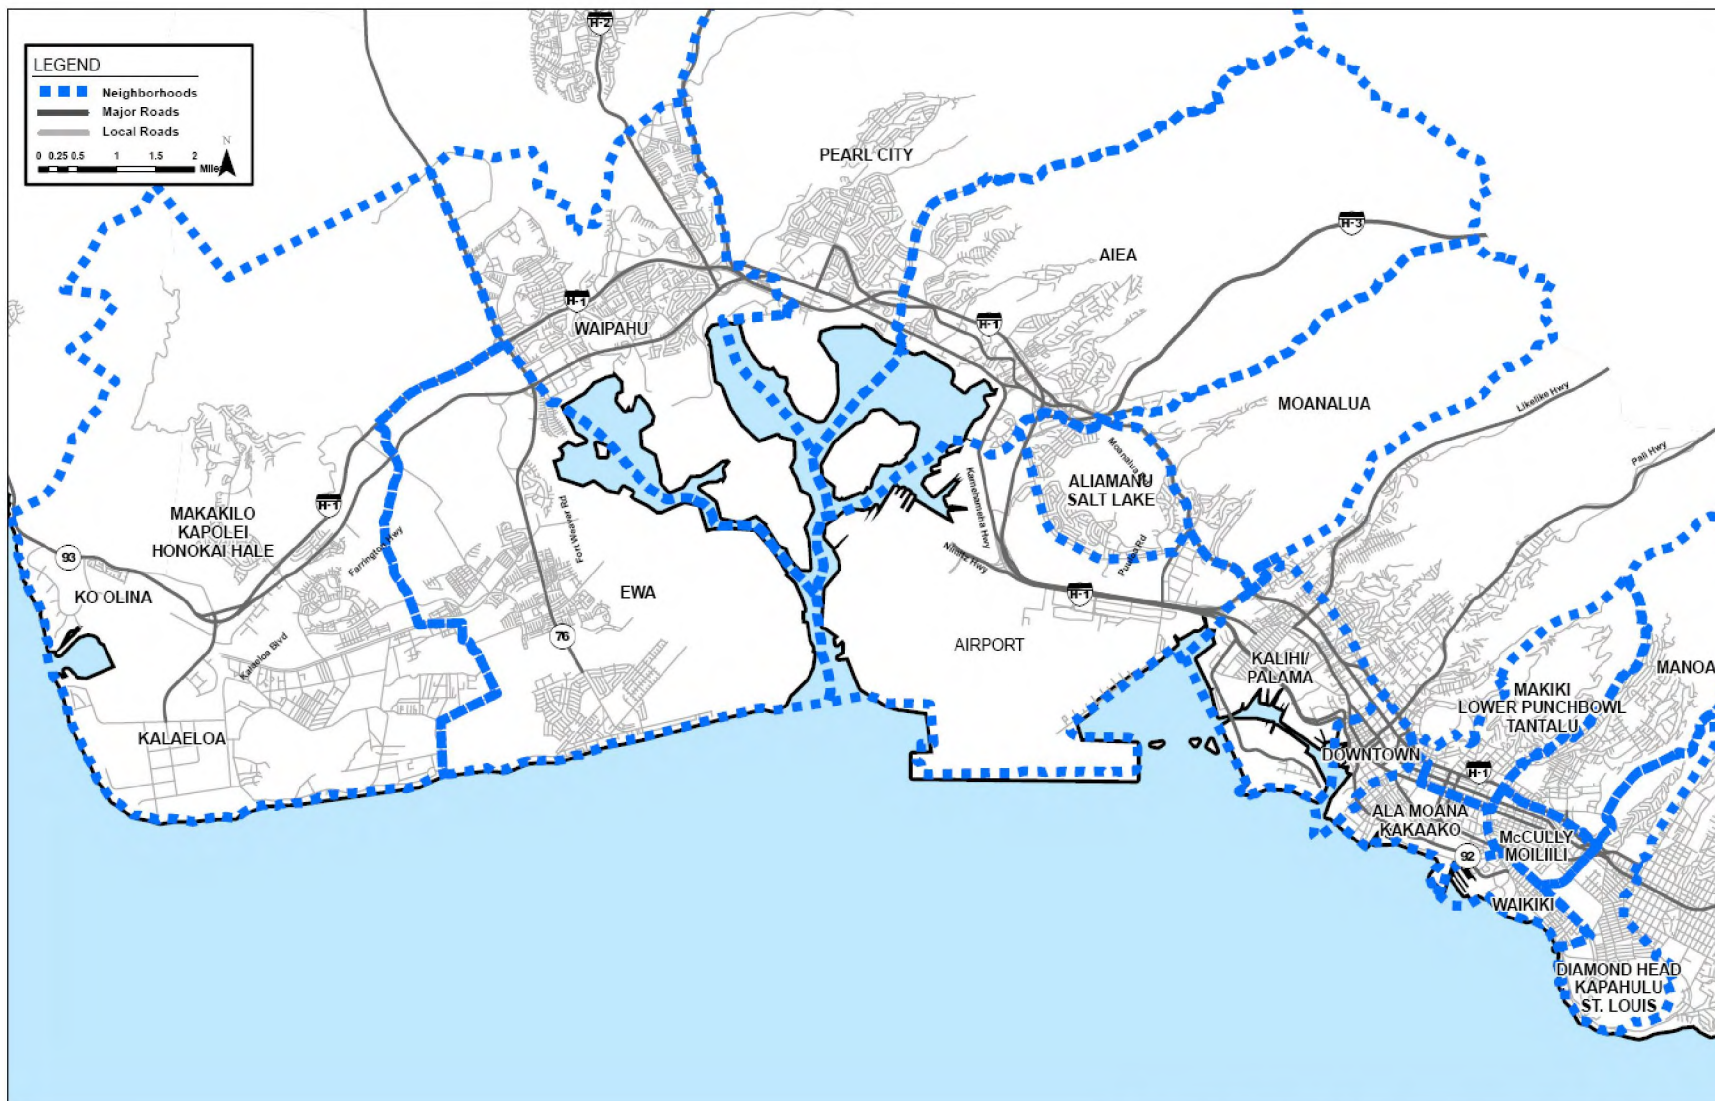 H-2
LEGEND
Neighborhoods
Major Roads
Local Roads
N
0 0.25 0.5 1 1.5 2
Miles
PEARL CITY
H-3
AIEA
H-1
WAIPAHU
H-1
Likelike Hwy
MOANALUA
Pali Hwy
Moanalua
ALIAMANU
SALT LAKE
Kamehameha Hwy
H-1
MAKAKILO
KAPOLEI
HONOKAI HALE
Farrington Hwy
Fort Weaver Rd
Nimitz Hwy
Puuloa Rd
93
KO OLINA
EWA
H-1
76
AIRPORT
Kalaeloa Blvd
KALIHI/
PALAMA
MANOA
MAKIKI
LOWER PUNCHBOWL
TANTALU
KALAELOA
DOWNTOWN
H-1
ALA MOANA
KAKAAKO
McCULLY
MOILIILI
92
WAIKIKI
DIAMOND HEAD
KAPAHULU
ST. LOUIS